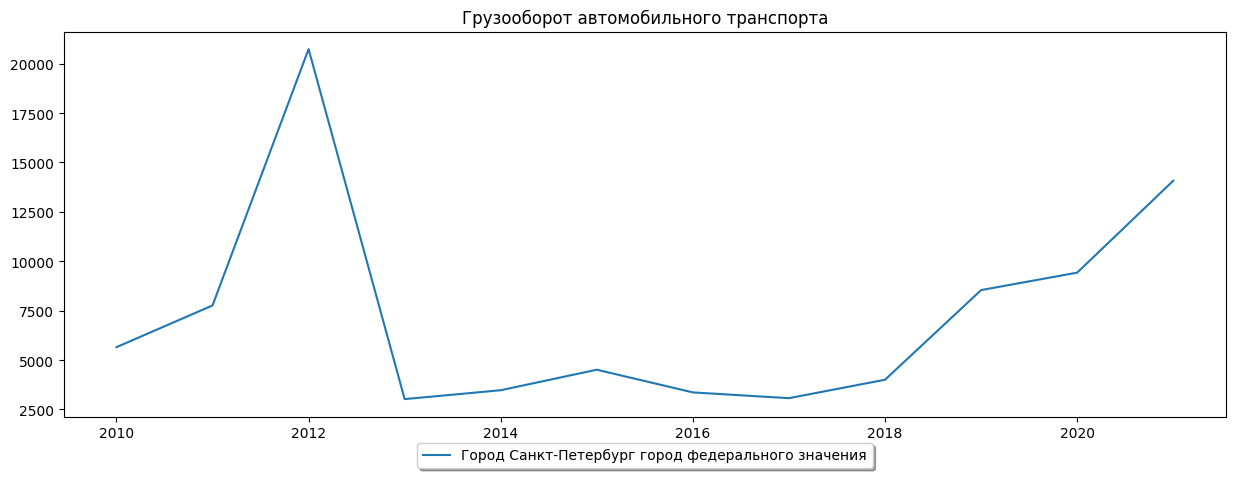 Грузооборот автомобильного транспорта
20000
17500
15000
12500
10000
7500
5000
2500
2010 2012 2014 2016 2018 2020
Город Санкт-Петербург город федерального значения